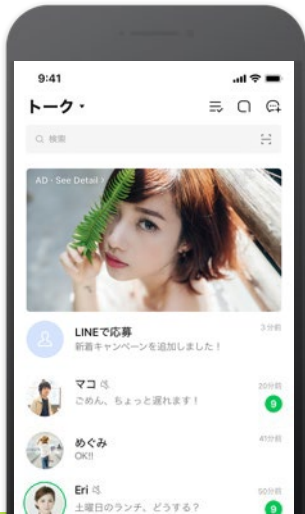 9:41
トーク
検索
AD・See Detail >
LINEで応募
3分前
新着キャンペーンを追加しました！
マコ
20分前
ごめん、ちょっと遅れます！
9
めぐみ
41分前
OK!!
Eri
50分前
土曜日のランチ、どうする？
9